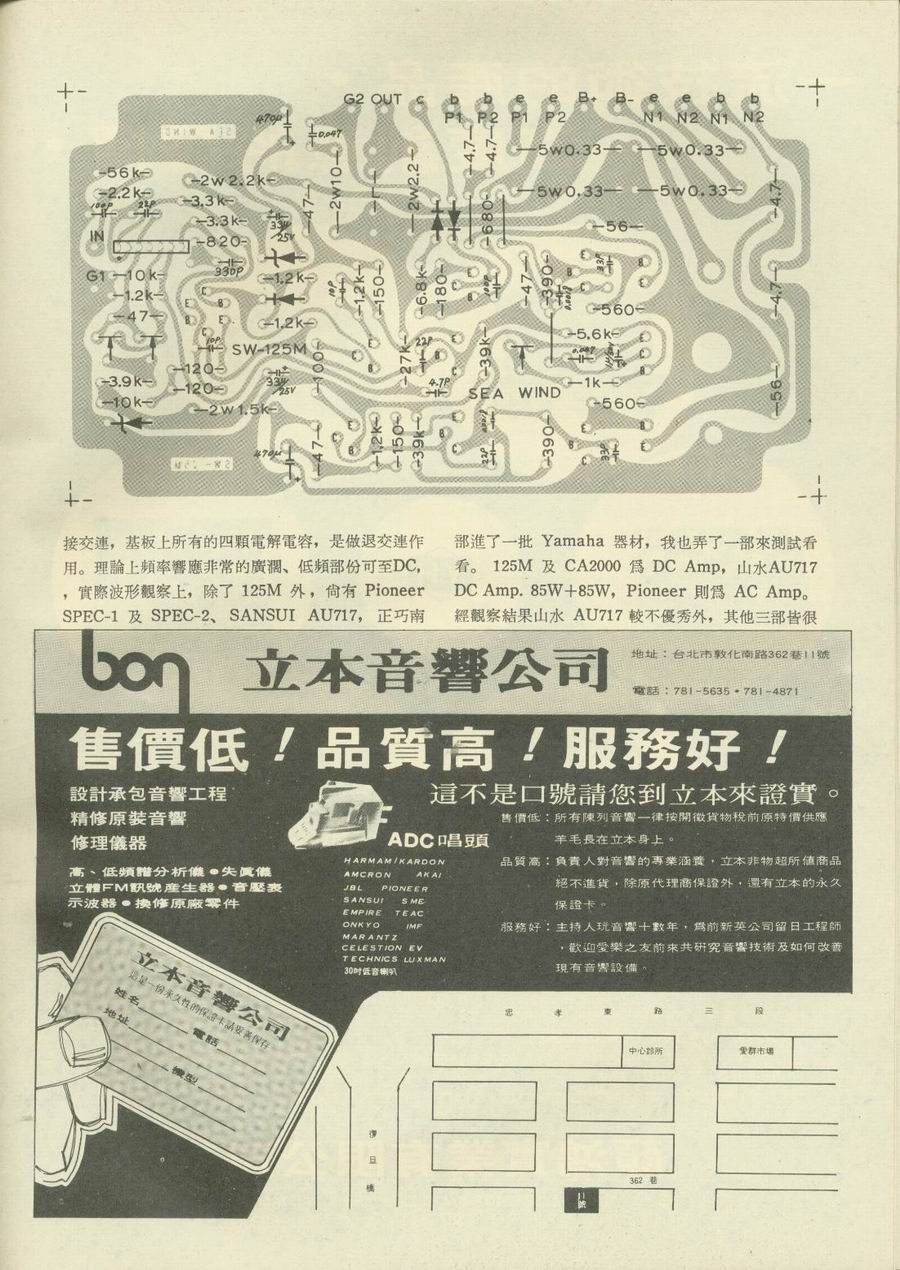 G2 OUT c b b e e B+ B- e e b b
P1 P2 P1 P2 N1 N2 N1 N2
470μ
0.047
-4.7-
-4.7-
-5w0.33-
-5w0.33-
-5w0.33-
-5w0.33-
-56k-
-2.2k-
100P
22P
IN
-2w2.2k-
-3.3k-
-3.3k-
-820-
330P
33μ/25V
-47-
-2w10-
-2w2.2-
-680-
-56-
-4.7-
-4.7-
-56-
G1 -10k-
-1.2k-
-47-
-1.2k-
-1.2k-
10P
-1.2k-
-150-
-6.8k-
-180-
100P
-47-
-390-
33P
-560-
-5.6k-
SW-125M
10P
-120-
-120-
-100-
-27k-
22P
-39k-
4.7P
0.047
-1k-
-560-
-3.9k-
-10k-
33μ/25V
-2w1.5k-
SEA WIND
470μ
-47-
-1.2k-
-150-
-39k-
22P
-390-
33P
接交連，基板上所有的四顆電解電容，是做退交連作
用。理論上頻率響應非常的廣濶、低頻部份可至DC,
，實際波形觀察上，除了 125M 外，尙有 Pioneer
SPEC-1 及 SPEC-2、SANSUI AU717，正巧南
部進了一批 Yamaha 器材，我也弄了一部來測試看
看。 125M 及 CA2000 爲 DC Amp，山水AU717
DC Amp. 85W+85W，Pioneer 則爲 AC Amp。
經觀察結果山水 AU717 較不優秀外，其他三部皆很
bon
立本音響公司
地址：台北市敦化南路362巷11號
電話：781-5635•781-4871
售價低！品質高！服務好！
設計承包音響工程
精修原裝音響
修理儀器
高、低頻譜分析儀•失眞儀
立體FM訊號產生器•音壓表
示波器•換修原廠零件
ADC唱頭
HARMAM/KARDON
AMCRON AKAI
JBL PIONEER
SANSUI SME
EMPIRE TEAC
ONKYO IMF
MARANTZ
CELESTION EV
TECHNICS LUXMAN
30吋低音喇叭
這不是口號請您到立本來證實。
售價低：所有陳列音響一律按開徵貨物稅前原特價供應
羊毛長在立本身上。
品質高：負責人對音響的專業涵養，立本非物超所値商品
絕不進貨，除原代理商保證外，還有立本的永久
保證卡。
服務好：主持人玩音響十數年，爲前新英公司留日工程師
，歡迎愛樂之友前來共硏究音響技術及如何改善
現有音響設備。
立本音響公司
這是一份永久性的保證卡請妥善保存
姓名
地址
電話
機型
忠孝東路三段
中心診所
愛群市場
復旦橋
362 巷
11號